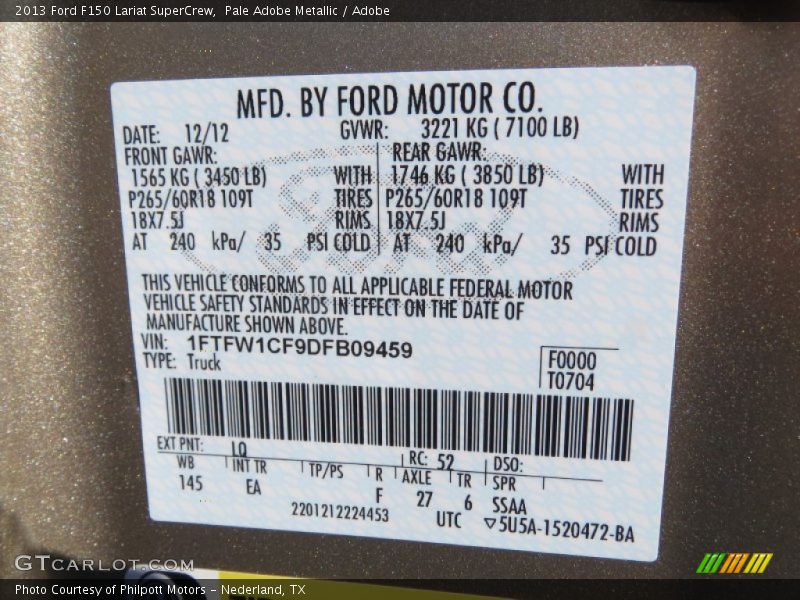 2013 Ford F150 Lariat SuperCrew, Pale Adobe Metallic / Adobe
MFD. BY FORD MOTOR CO.
DATE: 12/12 GVWR: 3221 KG ( 7100 LB)
FRONT GAWR: REAR GAWR:
1565 KG ( 3450 LB) WITH 1746 KG ( 3850 LB) WITH
P265/60R18 109T TIRES P265/60R18 109T TIRES
18X7.5J RIMS 18X7.5J RIMS
AT 240 kPa/ 35 PSI COLD AT 240 kPa/ 35 PSI COLD
Ford
THIS VEHICLE CONFORMS TO ALL APPLICABLE FEDERAL MOTOR
VEHICLE SAFETY STANDARDS IN EFFECT ON THE DATE OF
MANUFACTURE SHOWN ABOVE.
VIN: 1FTFW1CF9DFB09459
TYPE: Truck
F0000
T0704
EXT PNT: LQ RC: 52 DSO:
WB INT TR TP/PS R AXLE TR SPR
145 EA F 27 6 SSAA
2201212224453 UTC ▽5U5A-1520472-BA
GTCARLOT.COM
Photo Courtesy of Philpott Motors – Nederland, TX